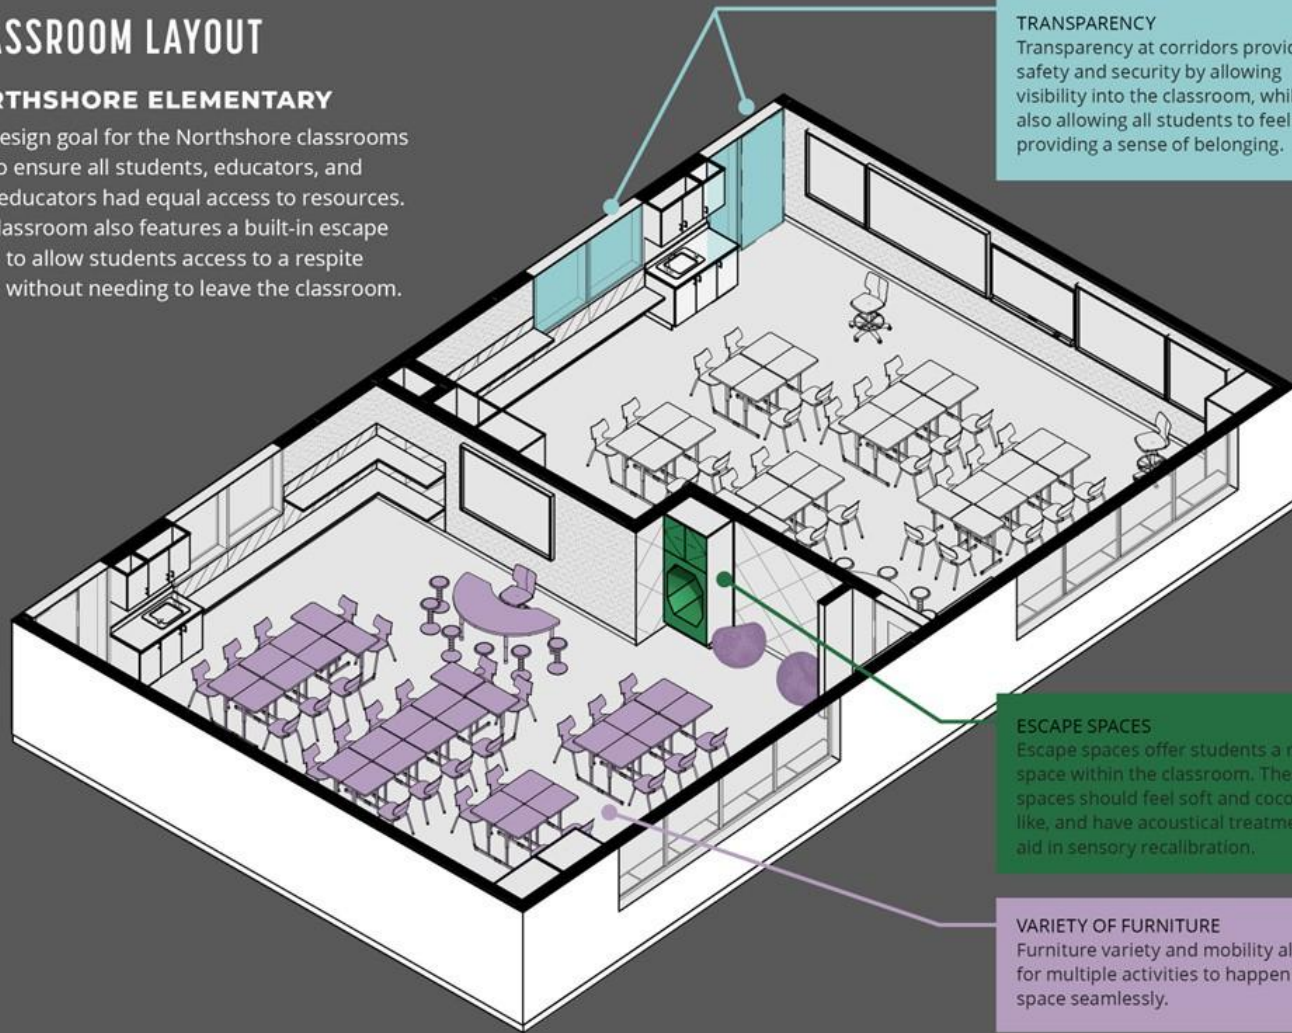 ASSROOM LAYOUT
RTHSHORE ELEMENTARY
esign goal for the Northshore classrooms
o ensure all students, educators, and
educators had equal access to resources.
lassroom also features a built-in escape
to allow students access to a respite
without needing to leave the classroom.
TRANSPARENCY
Transparency at corridors provid
safety and security by allowing
visibility into the classroom, whi
also allowing all students to feel
providing a sense of belonging.
ESCAPE SPACES
Escape spaces offer students a r
space within the classroom. The
spaces should feel soft and coco
like, and have acoustical treatme
aid in sensory recalibration.
VARIETY OF FURNITURE
Furniture variety and mobility al
for multiple activities to happen
space seamlessly.